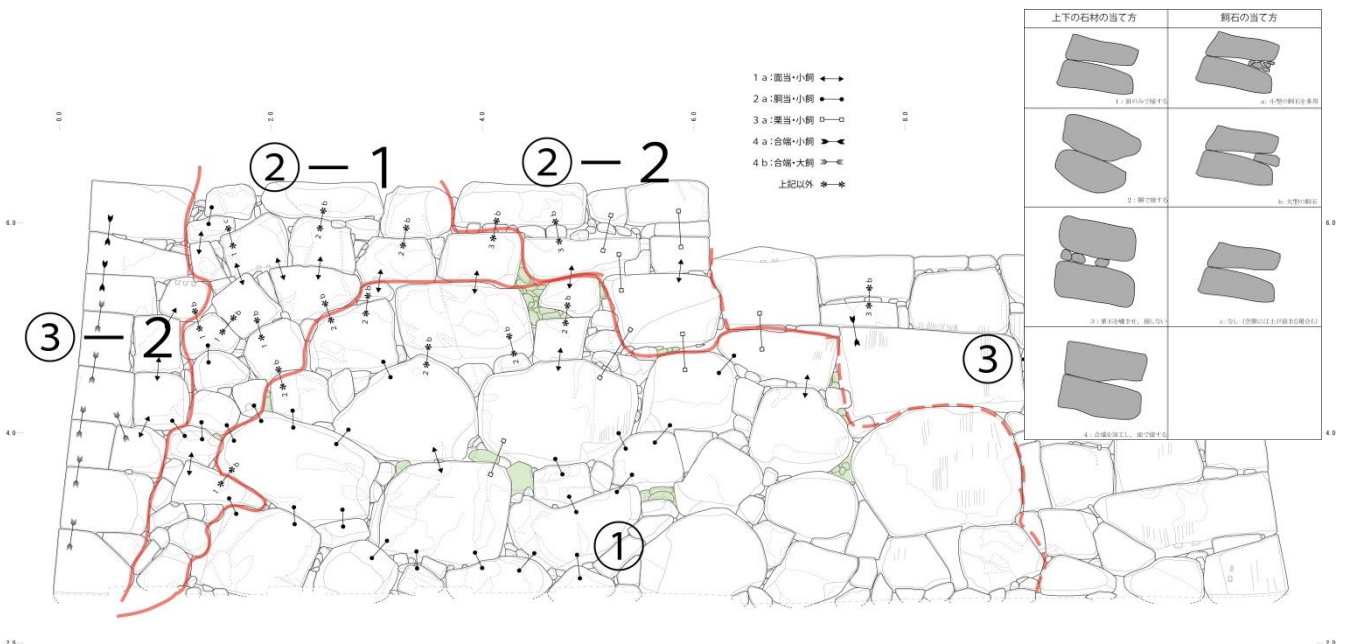 上下の石材の当て方
飼石の当て方
1：面のみで接する
a：小型の飼石を多用
2：胴で接する
b：大型の飼石
3：栗石を噛ませ、接しない
c：なし（空隙には土が詰まる場合も）
4：合端を加工し、面で接する
1 a：面当・小飼
2 a：胴当・小飼
3 a：栗当・小飼
4 a：合端・小飼
4 b：合端・大飼
上記以外
0.0
2.0
4.0
6.0
8.0
②－1
②－2
③－2
③
①
6.0
6.0
4.0
4.0
2.0
2.0